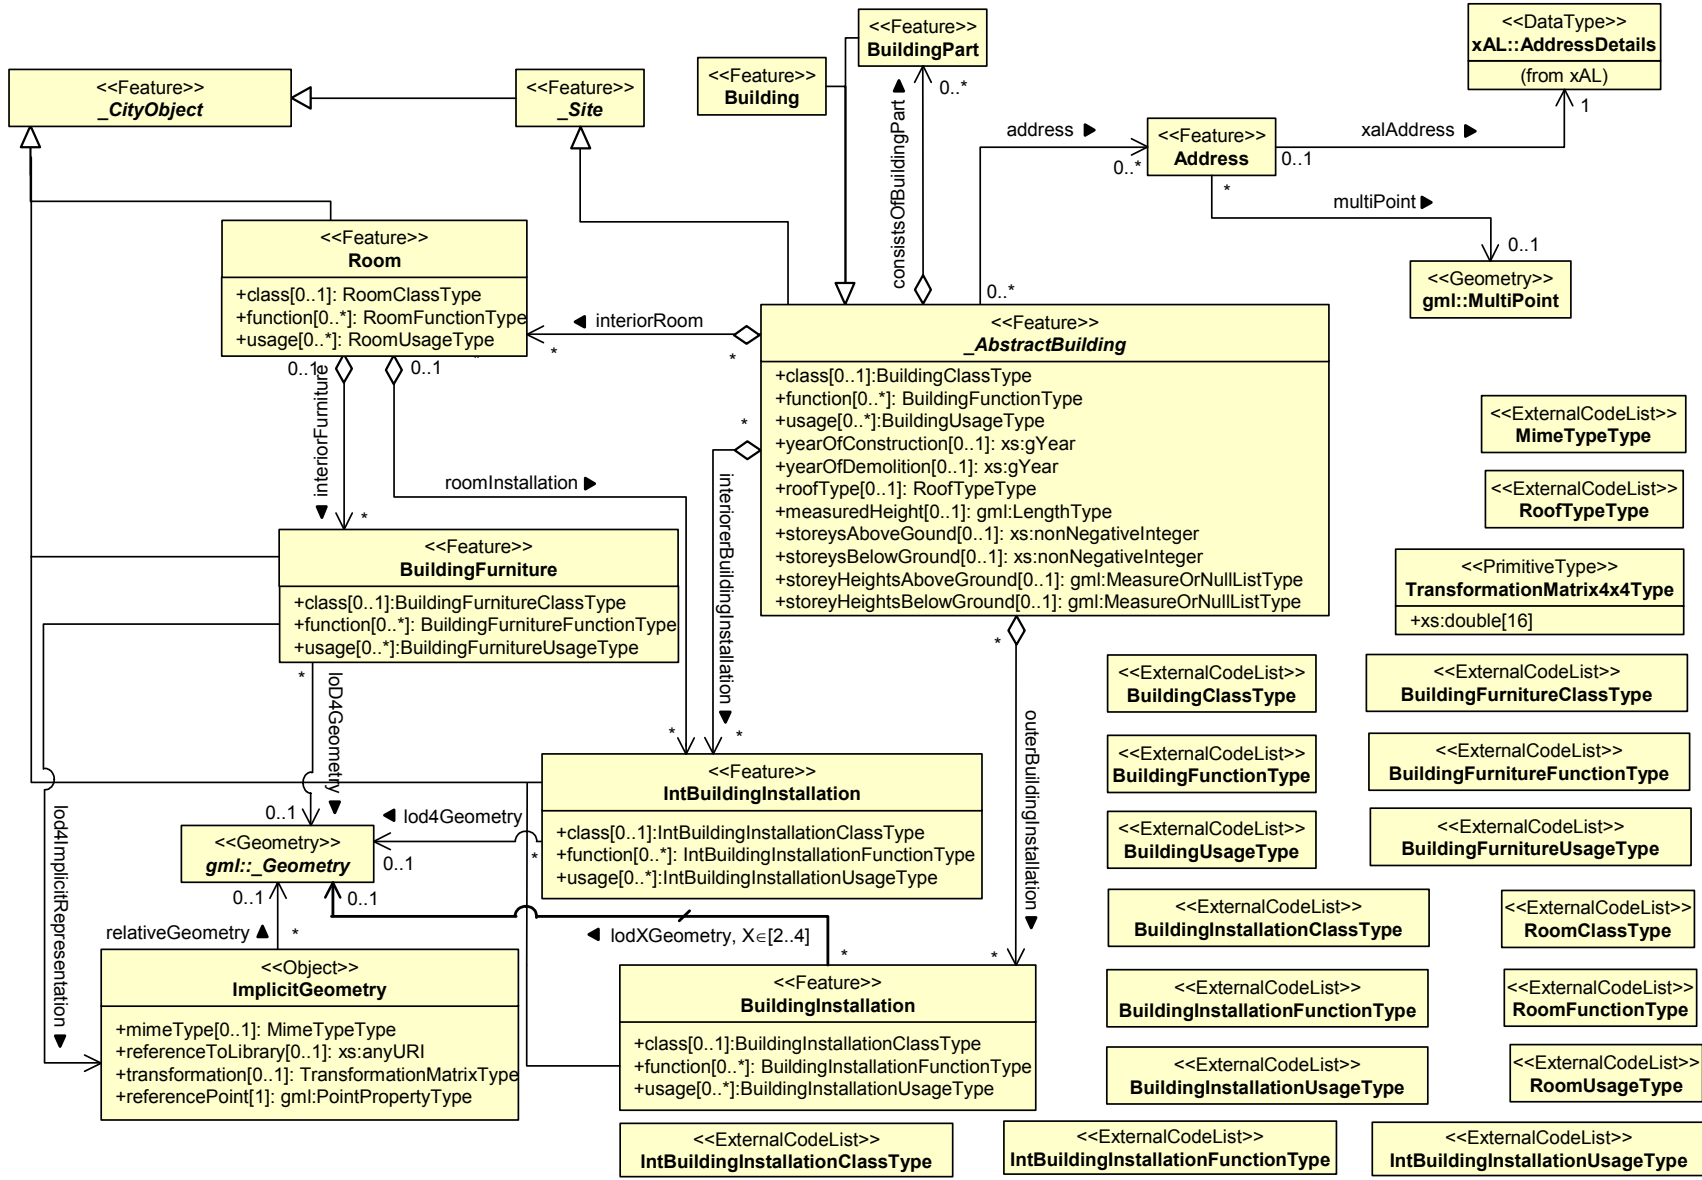 <<Feature>>
_CityObject
<<Feature>>
_Site
<<Feature>>
Building
<<Feature>>
BuildingPart
0..*
consistsOfBuildingPart
<<DataType>>
xAL::AddressDetails
(from xAL)
1
address
0..*
0..*
<<Feature>>
Address
xalAddress
0..1
*
multiPoint
0..1
<<Geometry>>
gml::MultiPoint
<<Feature>>
Room
+class[0..1]: RoomClassType
+function[0..*]: RoomFunctionType
+usage[0..*]: RoomUsageType
interiorRoom
*
*
*
<<Feature>>
_AbstractBuilding
+class[0..1]:BuildingClassType
+function[0..*]: BuildingFunctionType
+usage[0..*]:BuildingUsageType
+yearOfConstruction[0..1]: xs:gYear
+yearOfDemolition[0..1]: xs:gYear
+roofType[0..1]: RoofTypeType
+measuredHeight[0..1]: gml:LengthType
+storeysAboveGound[0..1]: xs:nonNegativeInteger
+storeysBelowGround[0..1]: xs:nonNegativeInteger
+storeyHeightsAboveGround[0..1]: gml:MeasureOrNullListType
+storeyHeightsBelowGround[0..1]: gml:MeasureOrNullListType
0..1
0..1
interiorFurniture
*
roomInstallation
*
*
interiorerBuildingInstallation
*
*
outerBuildingInstallation
*
<<Feature>>
BuildingFurniture
+class[0..1]:BuildingFurnitureClassType
+function[0..*]: BuildingFurnitureFunctionType
+usage[0..*]:BuildingFurnitureUsageType
*
loD4Geometry
0..1
lod4ImplicitRepresentation
<<Feature>>
IntBuildingInstallation
+class[0..1]:IntBuildingInstallationClassType
+function[0..*]: IntBuildingInstallationFunctionType
+usage[0..*]:IntBuildingInstallationUsageType
lod4Geometry
*
0..1
<<Geometry>>
gml::_Geometry
0..1
0..1
relativeGeometry
*
lodXGeometry, X∈[2..4]
*
<<Object>>
ImplicitGeometry
+mimeType[0..1]: MimeTypeType
+referenceToLibrary[0..1]: xs:anyURI
+transformation[0..1]: TransformationMatrixType
+referencePoint[1]: gml:PointPropertyType
<<Feature>>
BuildingInstallation
+class[0..1]:BuildingInstallationClassType
+function[0..*]: BuildingInstallationFunctionType
+usage[0..*]:BuildingInstallationUsageType
<<ExternalCodeList>>
MimeTypeType
<<ExternalCodeList>>
RoofTypeType
<<PrimitiveType>>
TransformationMatrix4x4Type
+xs:double[16]
<<ExternalCodeList>>
BuildingClassType
<<ExternalCodeList>>
BuildingFurnitureClassType
<<ExternalCodeList>>
BuildingFunctionType
<<ExternalCodeList>>
BuildingFurnitureFunctionType
<<ExternalCodeList>>
BuildingUsageType
<<ExternalCodeList>>
BuildingFurnitureUsageType
<<ExternalCodeList>>
BuildingInstallationClassType
<<ExternalCodeList>>
RoomClassType
<<ExternalCodeList>>
BuildingInstallationFunctionType
<<ExternalCodeList>>
RoomFunctionType
<<ExternalCodeList>>
BuildingInstallationUsageType
<<ExternalCodeList>>
RoomUsageType
<<ExternalCodeList>>
IntBuildingInstallationClassType
<<ExternalCodeList>>
IntBuildingInstallationFunctionType
<<ExternalCodeList>>
IntBuildingInstallationUsageType